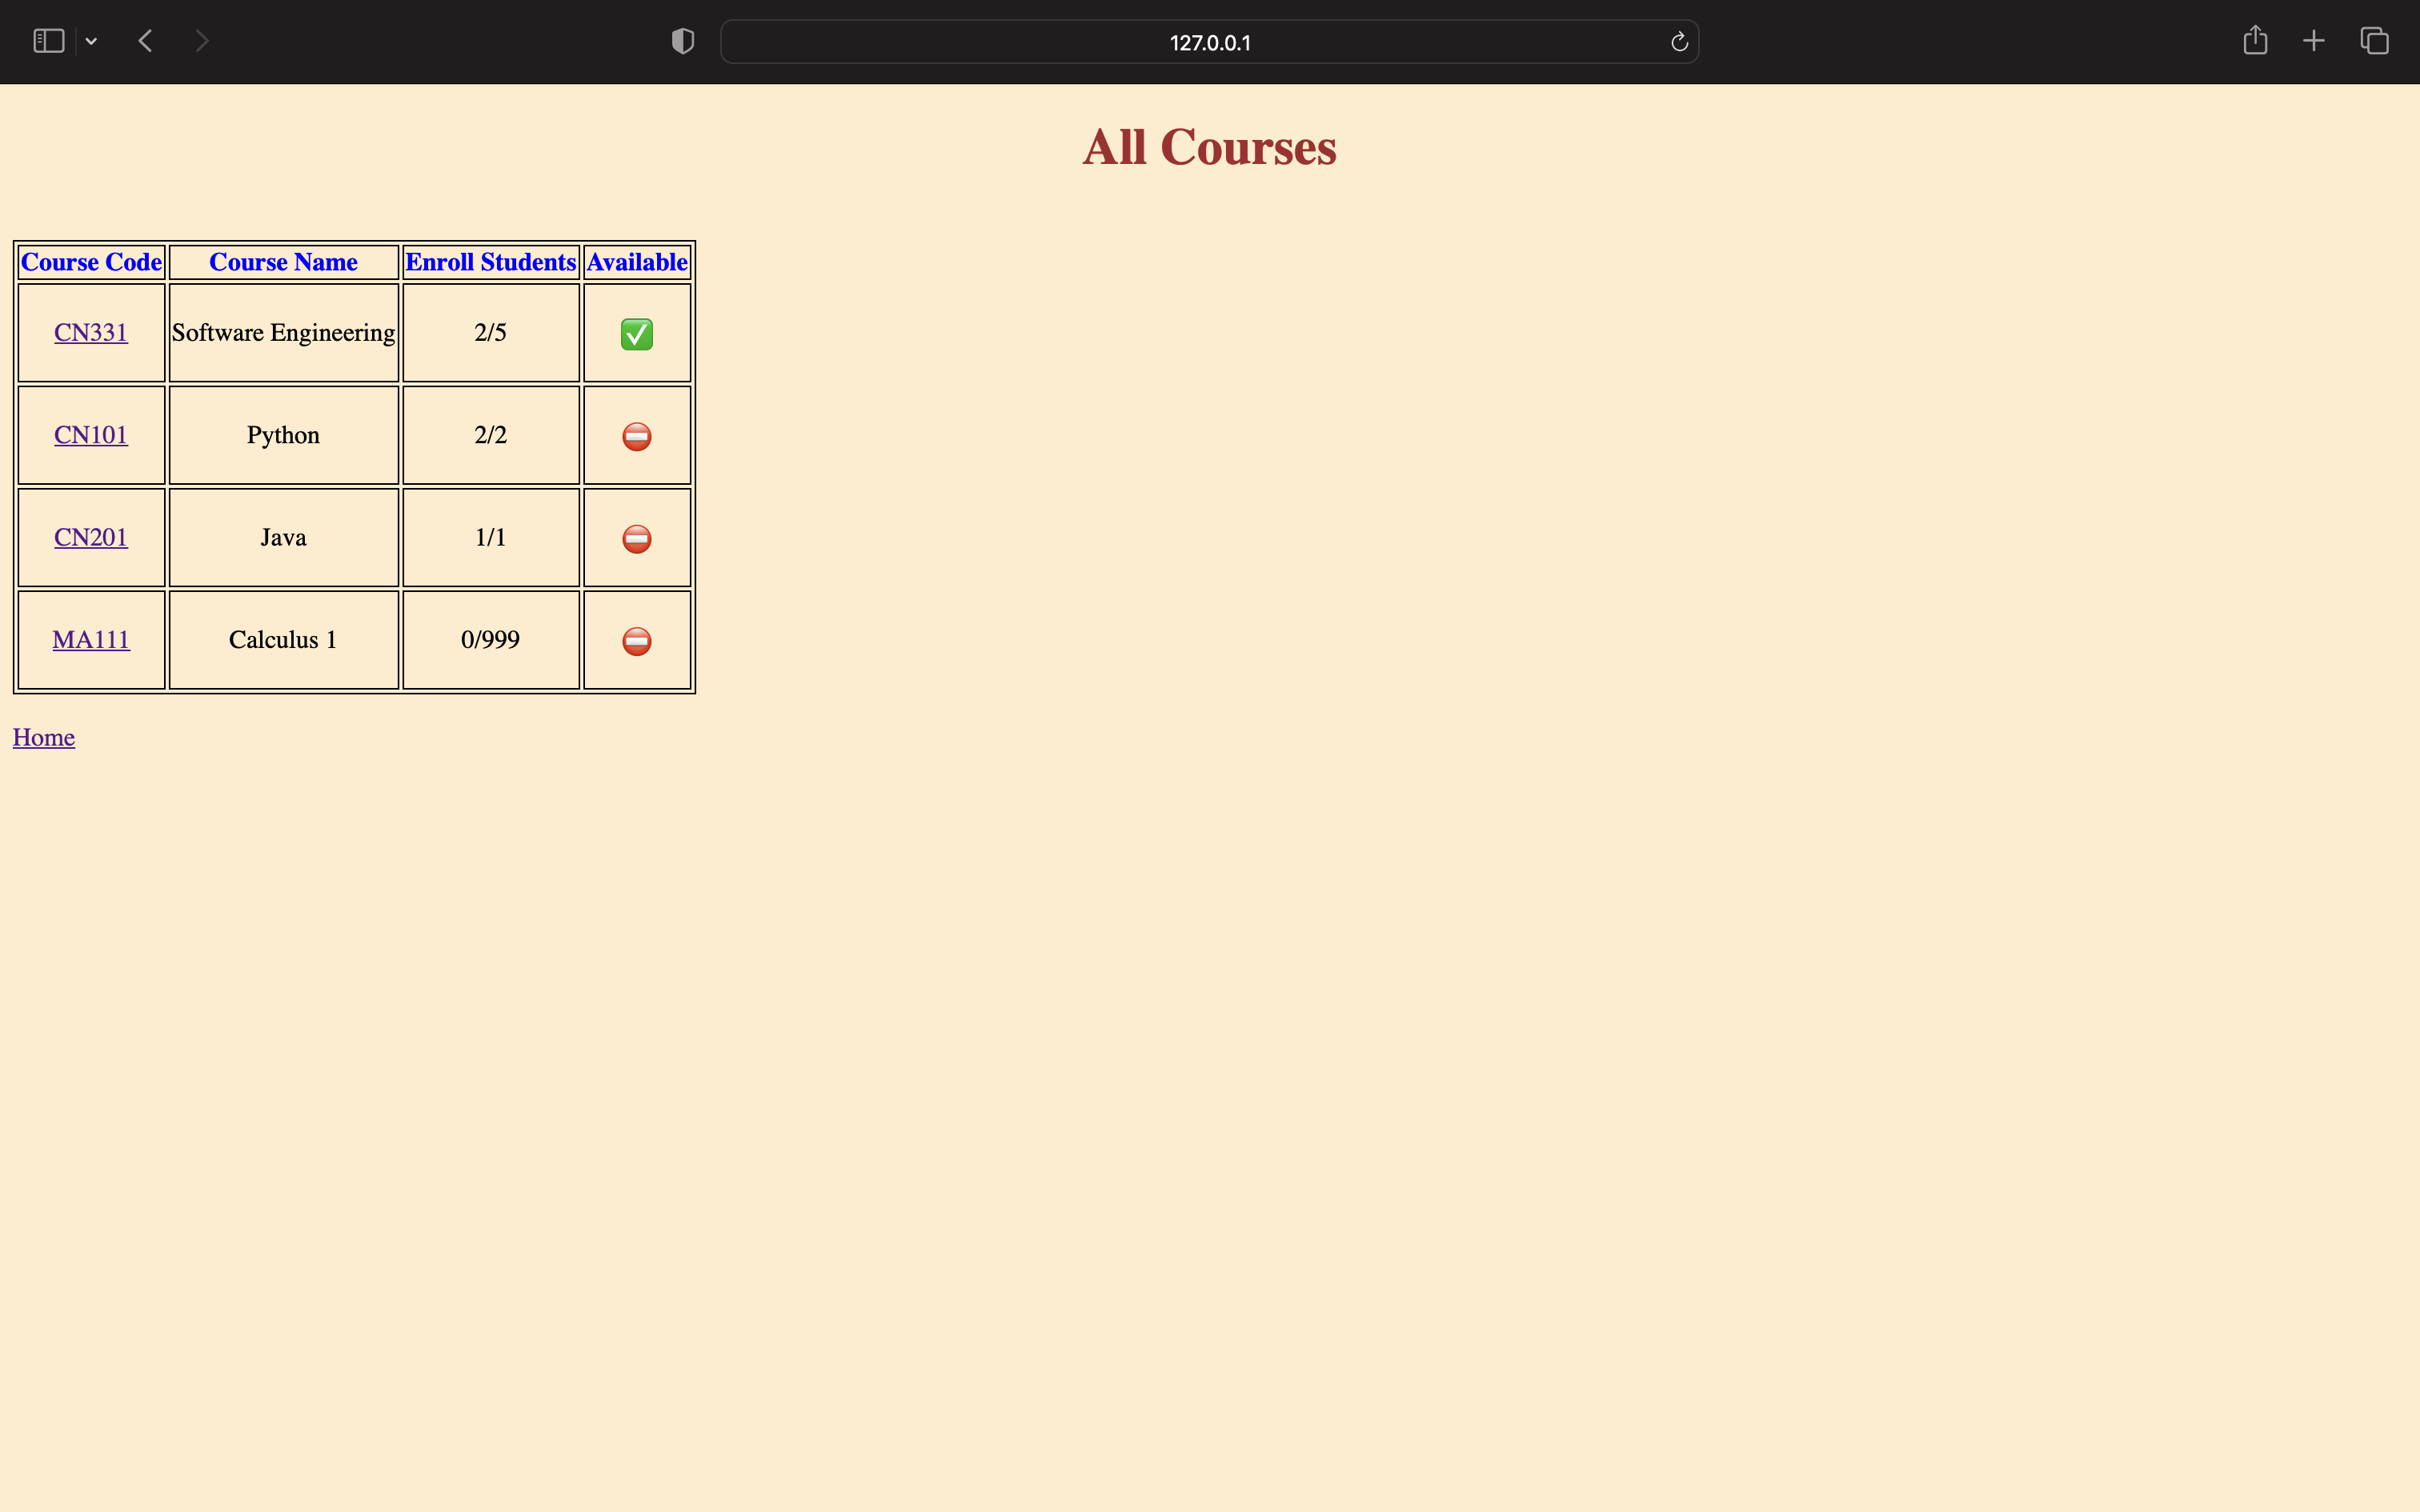 127.0.0.1
All Courses
Course Code Course Name Enroll Students Available
CN331 Software Engineering 2/5 ✅
CN101 Python 2/2 ⛔
CN201 Java 1/1 ⛔
MA111 Calculus 1 0/999 ⛔
Home